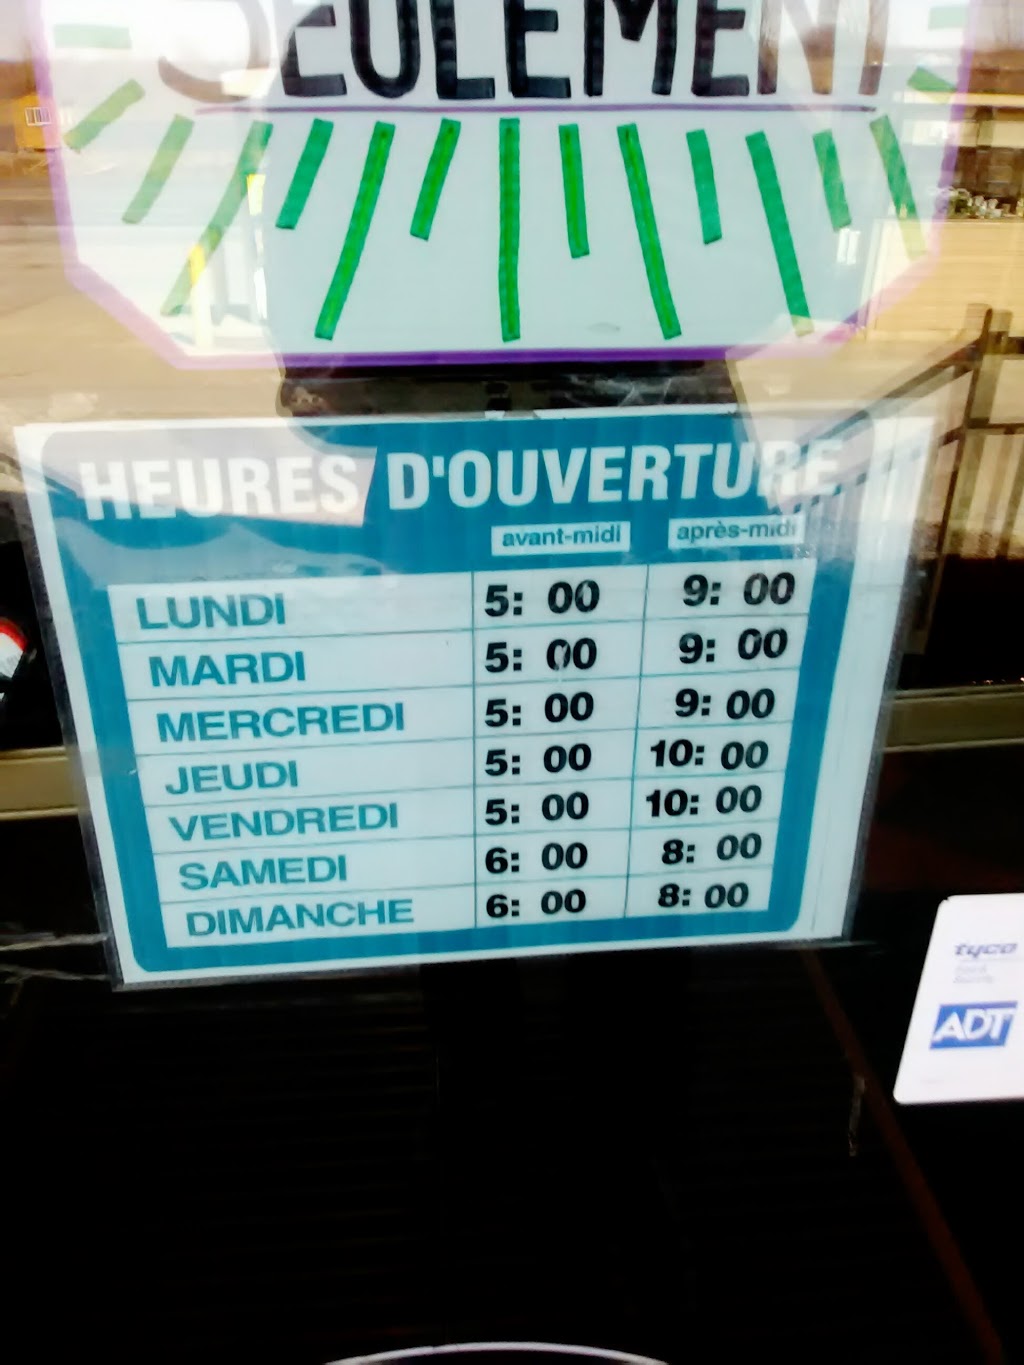 SEULEMENT
HEURES D'OUVERTURE
avant-midi après-midi
LUNDI 5: 00 9: 00
MARDI 5: 00 9: 00
MERCREDI 5: 00 9: 00
JEUDI 5: 00 10: 00
VENDREDI 5: 00 10: 00
SAMEDI 6: 00 8: 00
DIMANCHE 6: 00 8: 00
tyco
ADT